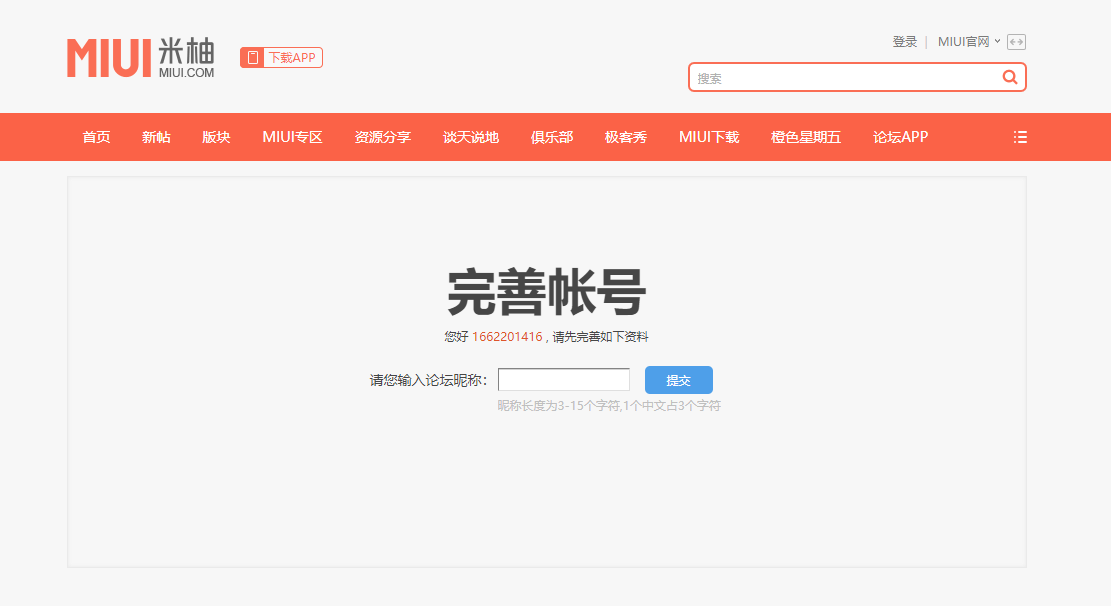 MIUI 米柚
MIUI.COM
下载APP
登录 | MIUI官网
搜索
首页 新帖 版块 MIUI专区 资源分享 谈天说地 俱乐部 极客秀 MIUI下载 橙色星期五 论坛APP
完善帐号
您好 1662201416 , 请先完善如下资料
请您输入论坛昵称： 提交
昵称长度为3-15个字符,1个中文占3个字符